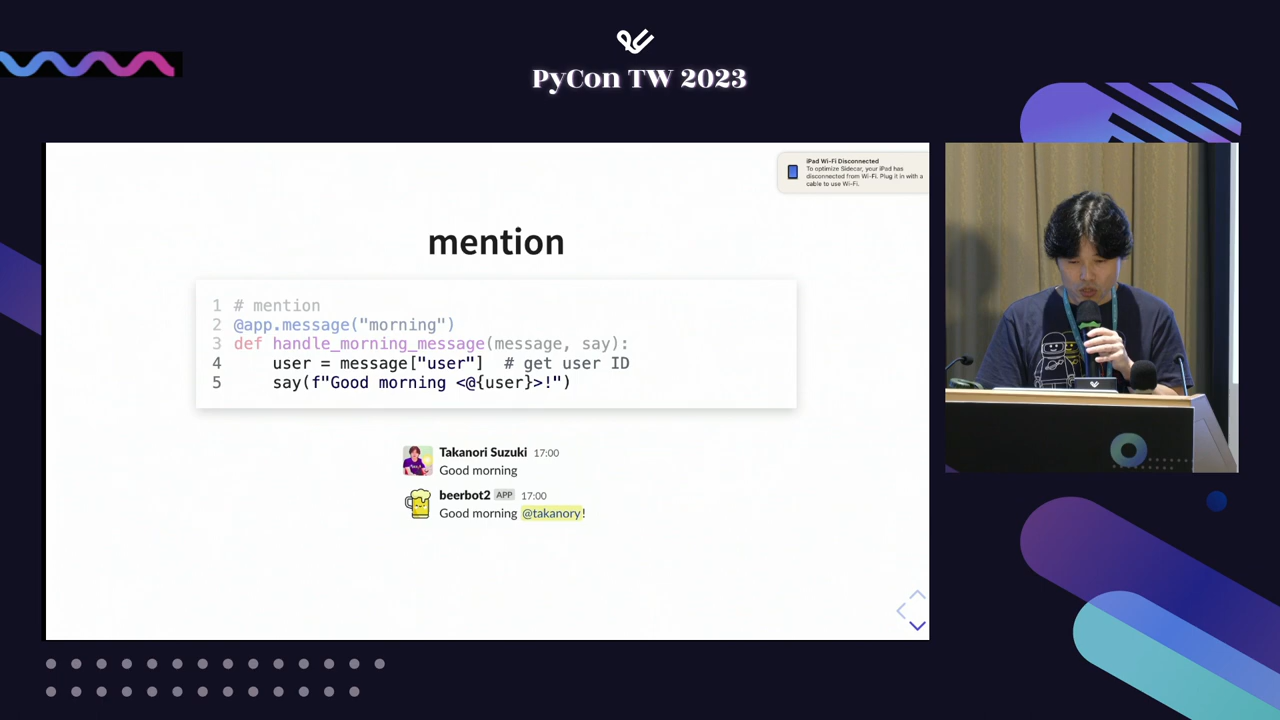 PyCon TW 2023
iPad Wi-Fi Disconnected
To optimize Sidecar, your iPad has
disconnected from Wi-Fi. Plug it in with a
cable to use Wi-Fi.
mention
1 # mention
2 @app.message("morning")
3 def handle_morning_message(message, say):
4     user = message["user"]  # get user ID
5     say(f"Good morning <@{user}>!")
Takanori Suzuki 17:00
Good morning
beerbot2 APP 17:00
Good morning @takanory!